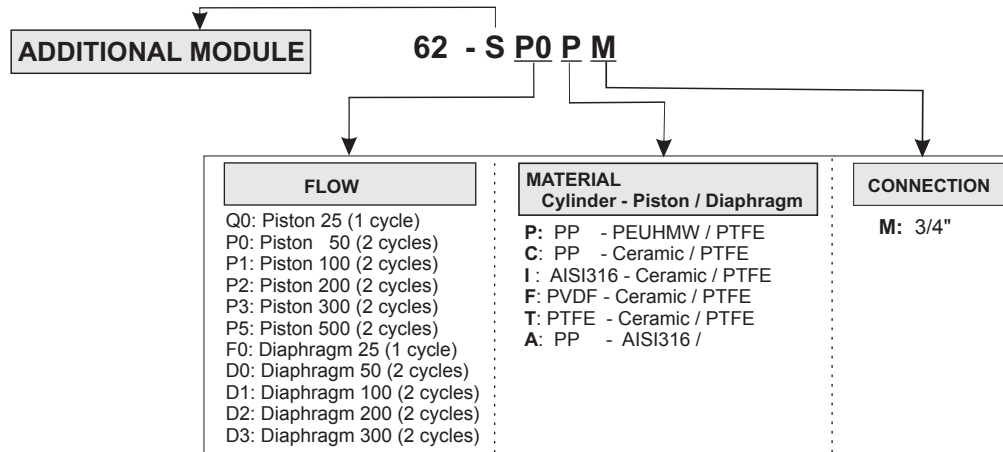 62 - S P0 P M
ADDITIONAL MODULE
FLOW
Q0: Piston 25 (1 cycle)
P0: Piston 50 (2 cycles)
P1: Piston 100 (2 cycles)
P2: Piston 200 (2 cycles)
P3: Piston 300 (2 cycles)
P5: Piston 500 (2 cycles)
F0: Diaphragm 25 (1 cycle)
D0: Diaphragm 50 (2 cycles)
D1: Diaphragm 100 (2 cycles)
D2: Diaphragm 200 (2 cycles)
D3: Diaphragm 300 (2 cycles)
MATERIAL
Cylinder - Piston / Diaphragm
P: PP - PEUHMW / PTFE
C: PP - Ceramic / PTFE
I : AISI316 - Ceramic / PTFE
F: PVDF - Ceramic / PTFE
T: PTFE - Ceramic / PTFE
A: PP - AISI316 /
CONNECTION
M: 3/4"